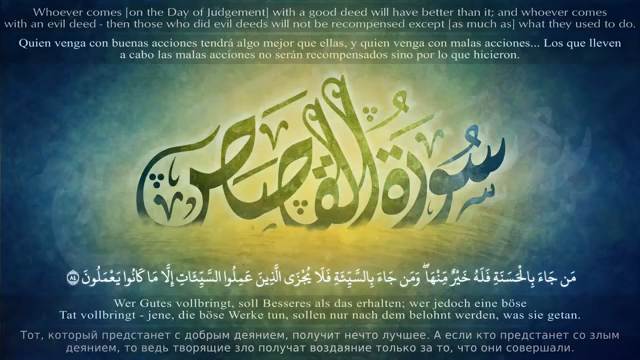 Whoever comes [on the Day of Judgement] with a good deed will have better than it; and whoever comes
with an evil deed - then those who did evil deeds will not be recompensed except [as much as] what they used to do.
Quien venga con buenas acciones tendrá algo mejor que ellas, y quien venga con malas acciones... Los que lleven
a cabo las malas acciones no serán recompensados sino por lo que hicieron.
سُورَةُ القَصَصِ
مَن جَاءَ بِالْحَسَنَةِ فَلَهُ خَيْرٌ مِّنْهَا ۖ وَمَن جَاءَ بِالسَّيِّئَةِ فَلَا يُجْزَى الَّذِينَ عَمِلُوا السَّيِّئَاتِ إِلَّا مَا كَانُوا يَعْمَلُونَ ٨٤
Wer Gutes vollbringt, soll Besseres als das erhalten; wer jedoch eine böse
Tat vollbringt - jene, die böse Werke tun, sollen nur nach dem belohnt werden, was sie getan.
Тот, который предстанет с добрым деянием, получит нечто лучшее. А если кто предстанет со злым
деянием, то ведь творящие зло получат воздаяние только за то, что они совершали.